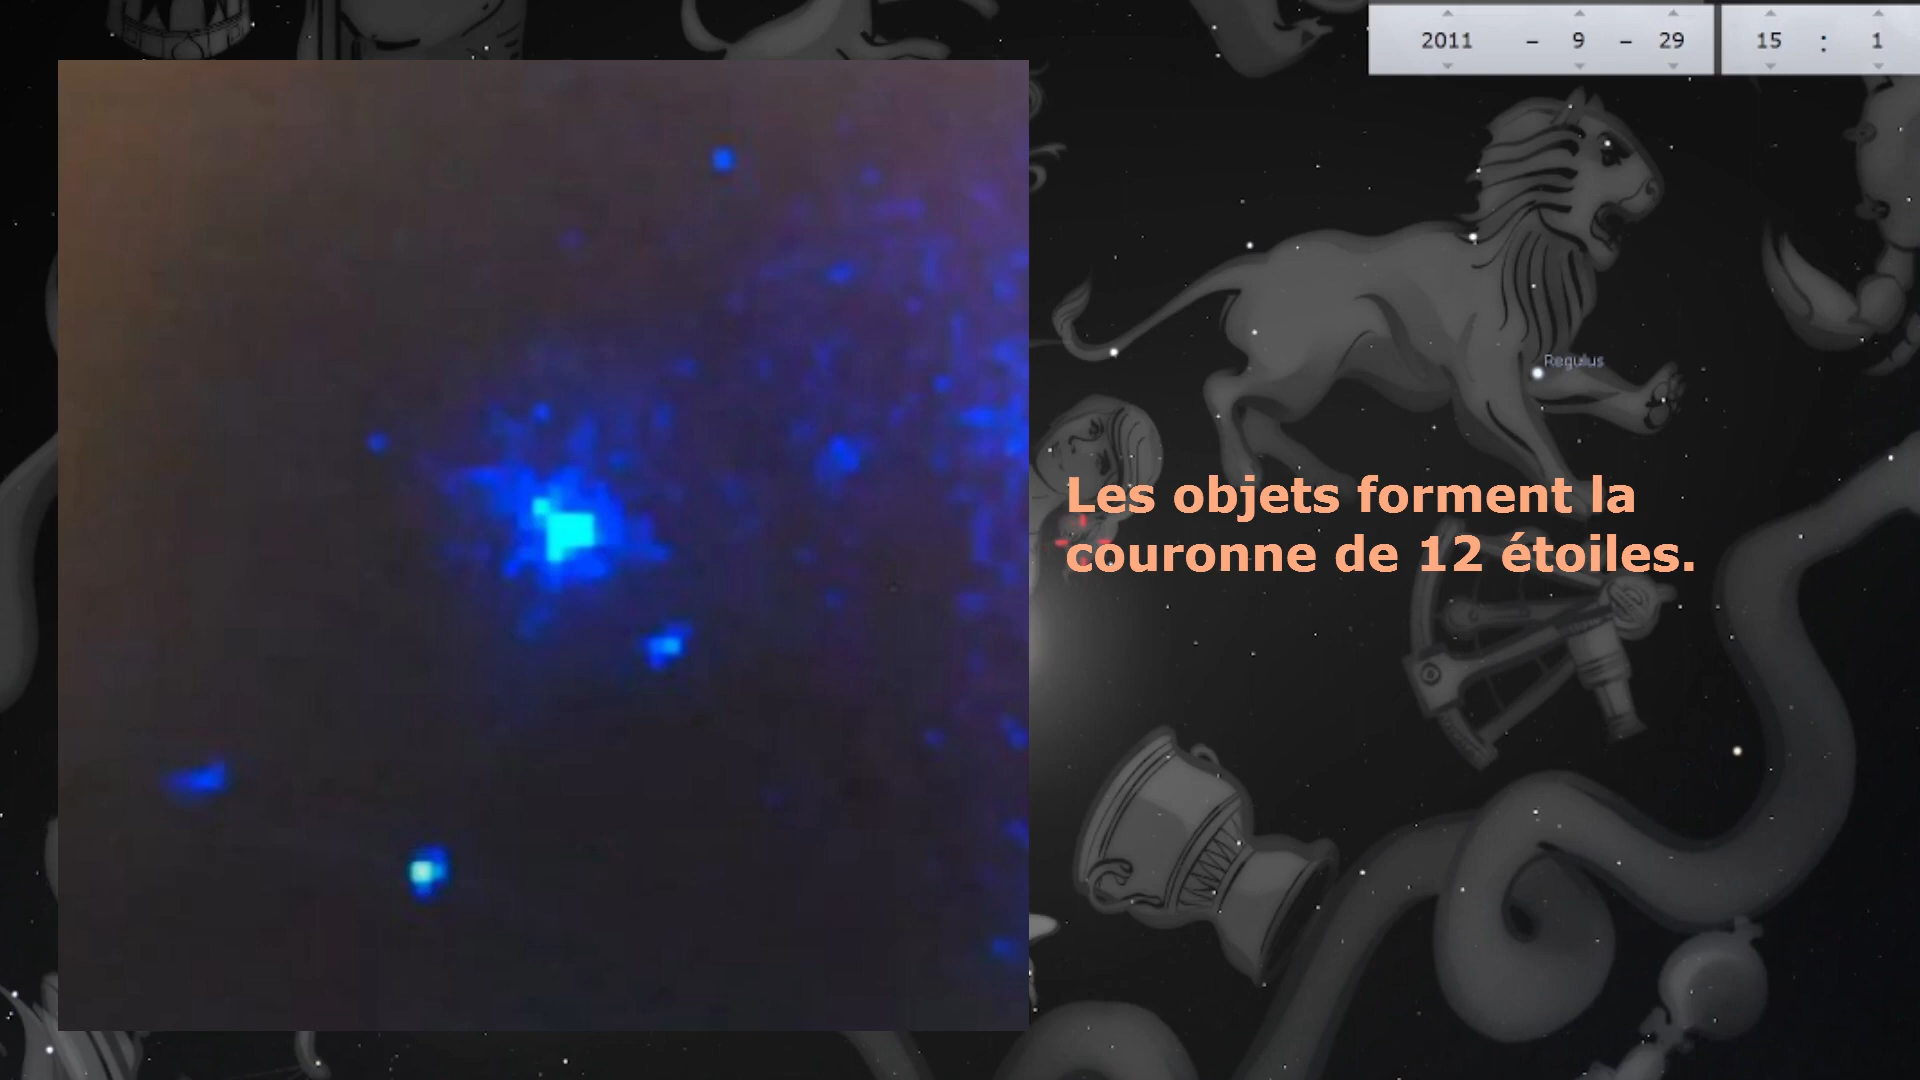 2011 - 9 - 29 15 : 1
Regulus
Les objets forment la
couronne de 12 étoiles.